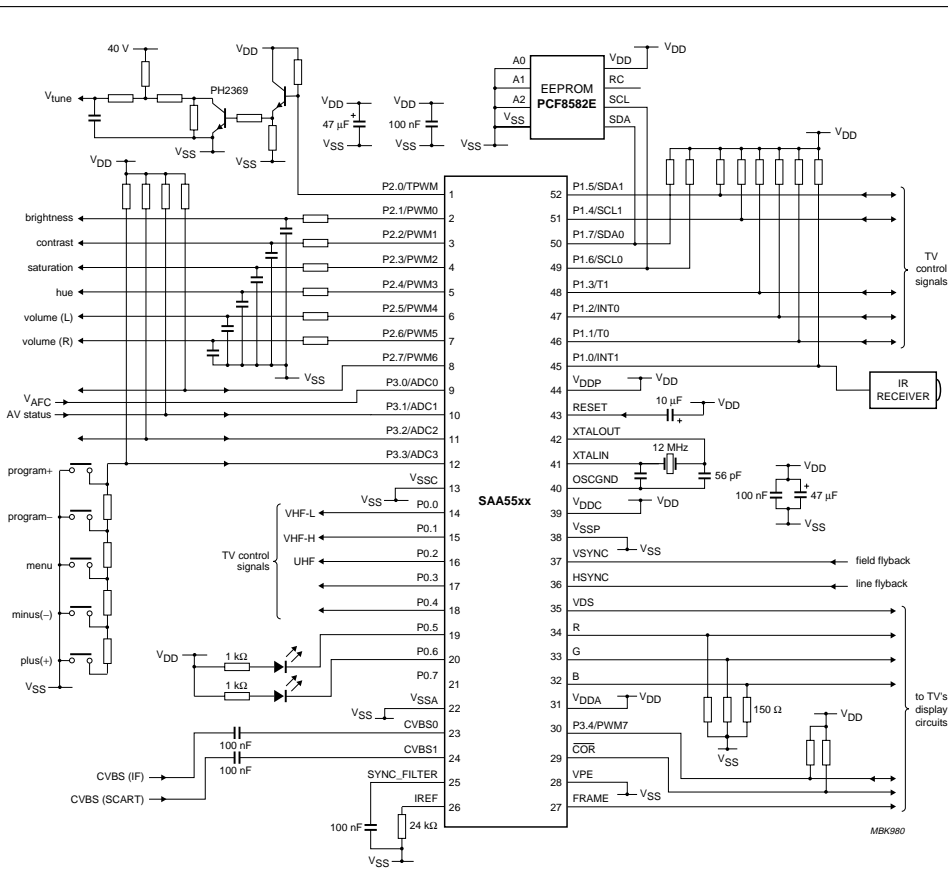 40 V
VDD
Vtune
PH2369
VSS
VSS
VDD
VDD
47 μF
+
VSS
VDD
100 nF
VSS
A0
A1
A2
VSS
VSS
EEPROM
PCF8582E
VDD
VDD
RC
SCL
SDA
VDD
P2.0/TPWM
1
brightness
P2.1/PWM0
2
contrast
P2.2/PWM1
3
saturation
P2.3/PWM2
4
hue
P2.4/PWM3
5
volume (L)
P2.5/PWM4
6
volume (R)
P2.6/PWM5
7
P2.7/PWM6
8
VSS
P3.0/ADC0
9
VAFC
AV status
P3.1/ADC1
10
P3.2/ADC2
11
P3.3/ADC3
12
program+
program−
menu
minus(−)
plus(+)
VSS
VSSC
VSS
13
TV control
signals
VHF-L
P0.0
14
VHF-H
P0.1
15
UHF
P0.2
16
P0.3
17
P0.4
18
P0.5
19
VDD
1 kΩ
P0.6
20
1 kΩ
P0.7
21
VSSA
VSS
22
CVBS0
23
100 nF
CVBS1
24
100 nF
CVBS (IF)
CVBS (SCART)
SYNC_FILTER
25
IREF
26
100 nF
24 kΩ
VSS
SAA55xx
52
P1.5/SDA1
51
P1.4/SCL1
50
P1.7/SDA0
49
P1.6/SCL0
48
P1.3/T1
47
P1.2/INT0
46
P1.1/T0
45
P1.0/INT1
TV
control
signals
IR
RECEIVER
44
VDDP
VDD
43
RESET
10 μF
+
VDD
42
XTALOUT
41
XTALIN
12 MHz
40
OSCGND
56 pF
39
VDDC
VDD
VDD
100 nF
+
47 μF
VSS
38
VSSP
VSS
37
VSYNC
field flyback
36
HSYNC
line flyback
35
VDS
34
R
33
G
32
B
31
VDDA
VDD
150 Ω
VSS
VDD
30
P3.4/PWM7
29
COR
28
VPE
VSS
27
FRAME
to TV's
display
circuits
MBK980